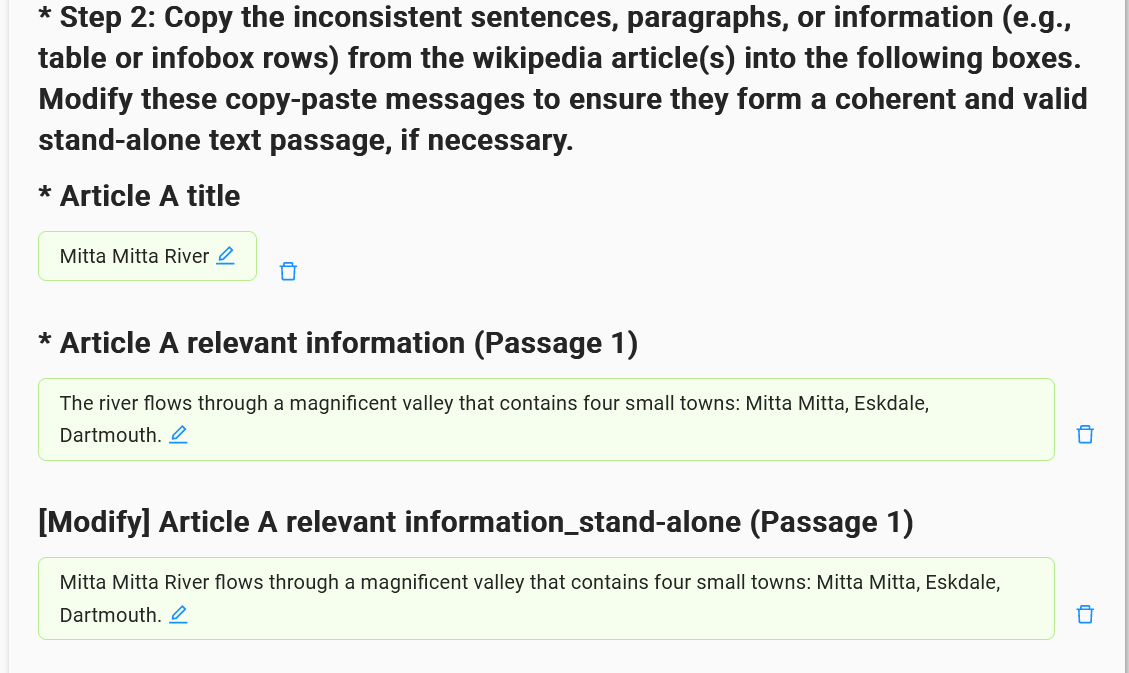 * Step 2: Copy the inconsistent sentences, paragraphs, or information (e.g.,
table or infobox rows) from the wikipedia article(s) into the following boxes.
Modify these copy-paste messages to ensure they form a coherent and valid
stand-alone text passage, if necessary.
* Article A title
Mitta Mitta River
* Article A relevant information (Passage 1)
The river flows through a magnificent valley that contains four small towns: Mitta Mitta, Eskdale,
Dartmouth.
[Modify] Article A relevant information_stand-alone (Passage 1)
Mitta Mitta River flows through a magnificent valley that contains four small towns: Mitta Mitta, Eskdale,
Dartmouth.